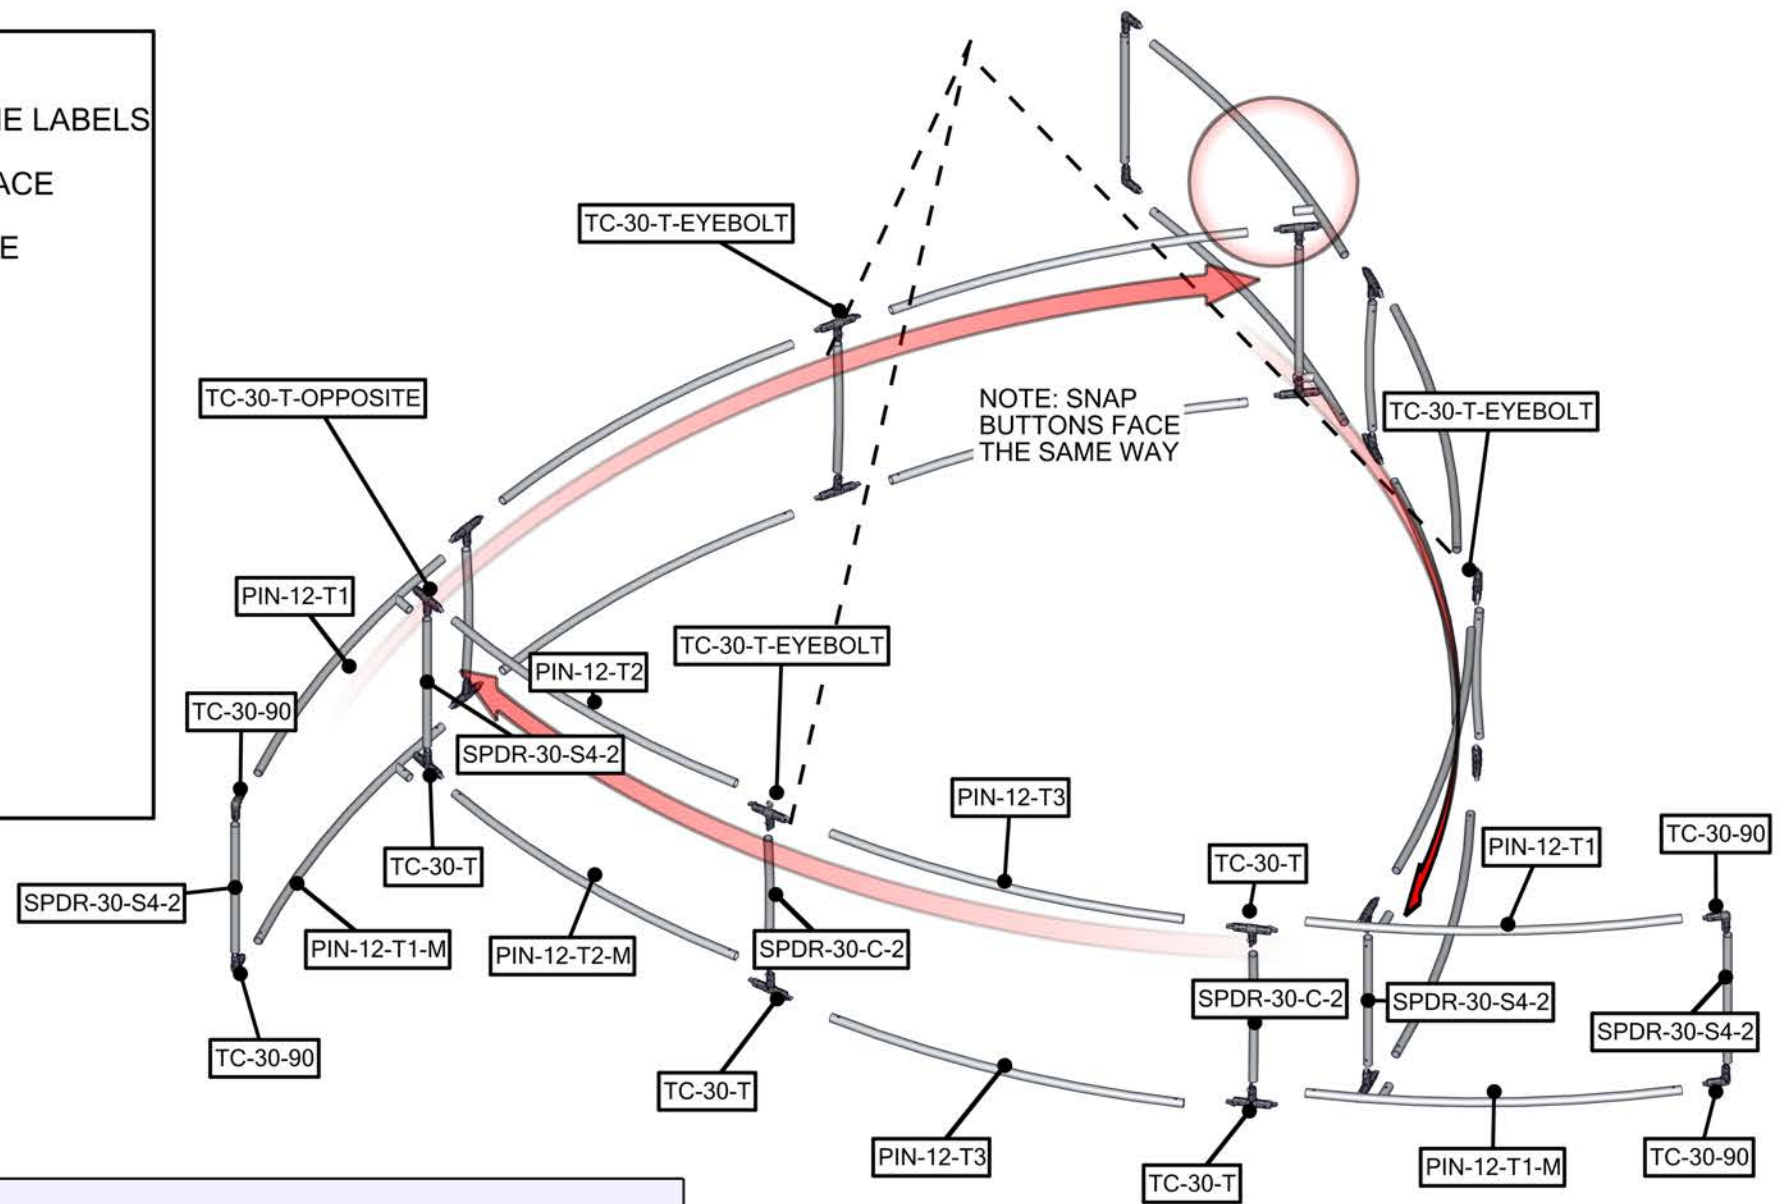 E LABELS
ACE
E
TC-30-T-EYEBOLT
TC-30-T-OPPOSITE
NOTE: SNAP
BUTTONS FACE
THE SAME WAY
TC-30-T-EYEBOLT
PIN-12-T1
TC-30-T-EYEBOLT
PIN-12-T2
TC-30-90
SPDR-30-S4-2
PIN-12-T3
TC-30-90
PIN-12-T1
TC-30-T
TC-30-T
SPDR-30-S4-2
PIN-12-T1-M
PIN-12-T2-M
SPDR-30-C-2
SPDR-30-C-2
SPDR-30-S4-2
SPDR-30-S4-2
TC-30-90
TC-30-T
PIN-12-T3
TC-30-T
PIN-12-T1-M
TC-30-90